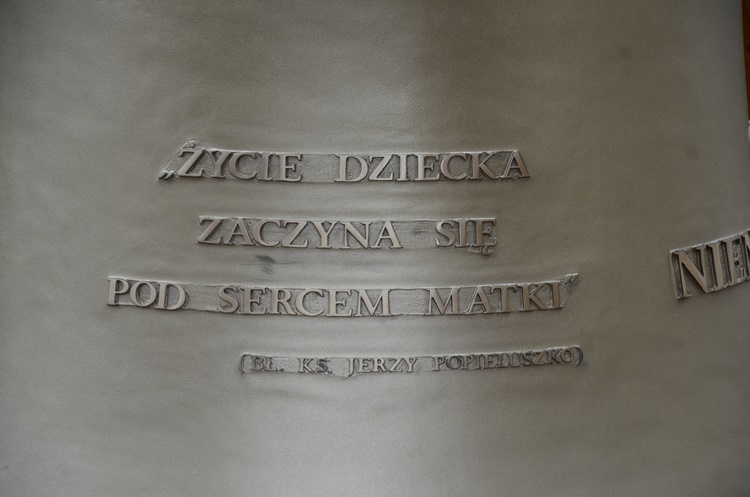 „ŻYCIE DZIECKA
ZACZYNA SIĘ
POD SERCEM MATKI”
(BŁ. KS. JERZY POPIEŁUSZKO)